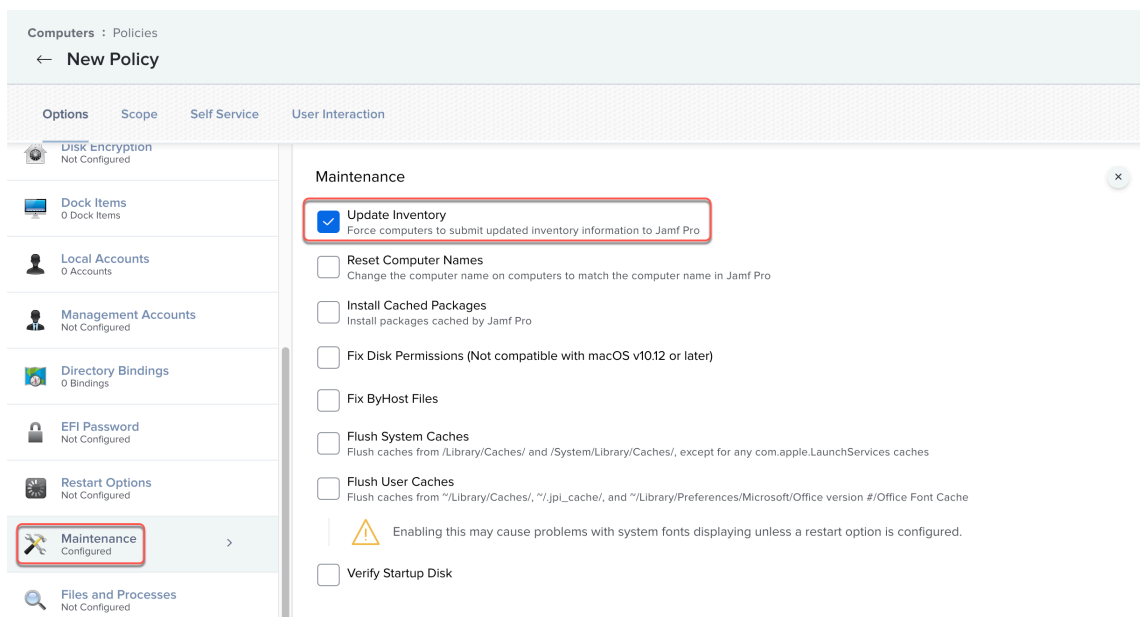 Computers : Policies
← New Policy
Options Scope Self Service User Interaction
Disk Encryption
Not Configured
Dock Items
0 Dock Items
Local Accounts
0 Accounts
Management Accounts
Not Configured
Directory Bindings
0 Bindings
EFI Password
Not Configured
Restart Options
Not Configured
Maintenance
Configured
Files and Processes
Not Configured
Maintenance
Update Inventory
Force computers to submit updated inventory information to Jamf Pro
Reset Computer Names
Change the computer name on computers to match the computer name in Jamf Pro
Install Cached Packages
Install packages cached by Jamf Pro
Fix Disk Permissions (Not compatible with macOS v10.12 or later)
Fix ByHost Files
Flush System Caches
Flush caches from /Library/Caches/ and /System/Library/Caches/, except for any com.apple.LaunchServices caches
Flush User Caches
Flush caches from ~/Library/Caches/, ~/.jpi_cache/, and ~/Library/Preferences/Microsoft/Office version #/Office Font Cache
Enabling this may cause problems with system fonts displaying unless a restart option is configured.
Verify Startup Disk